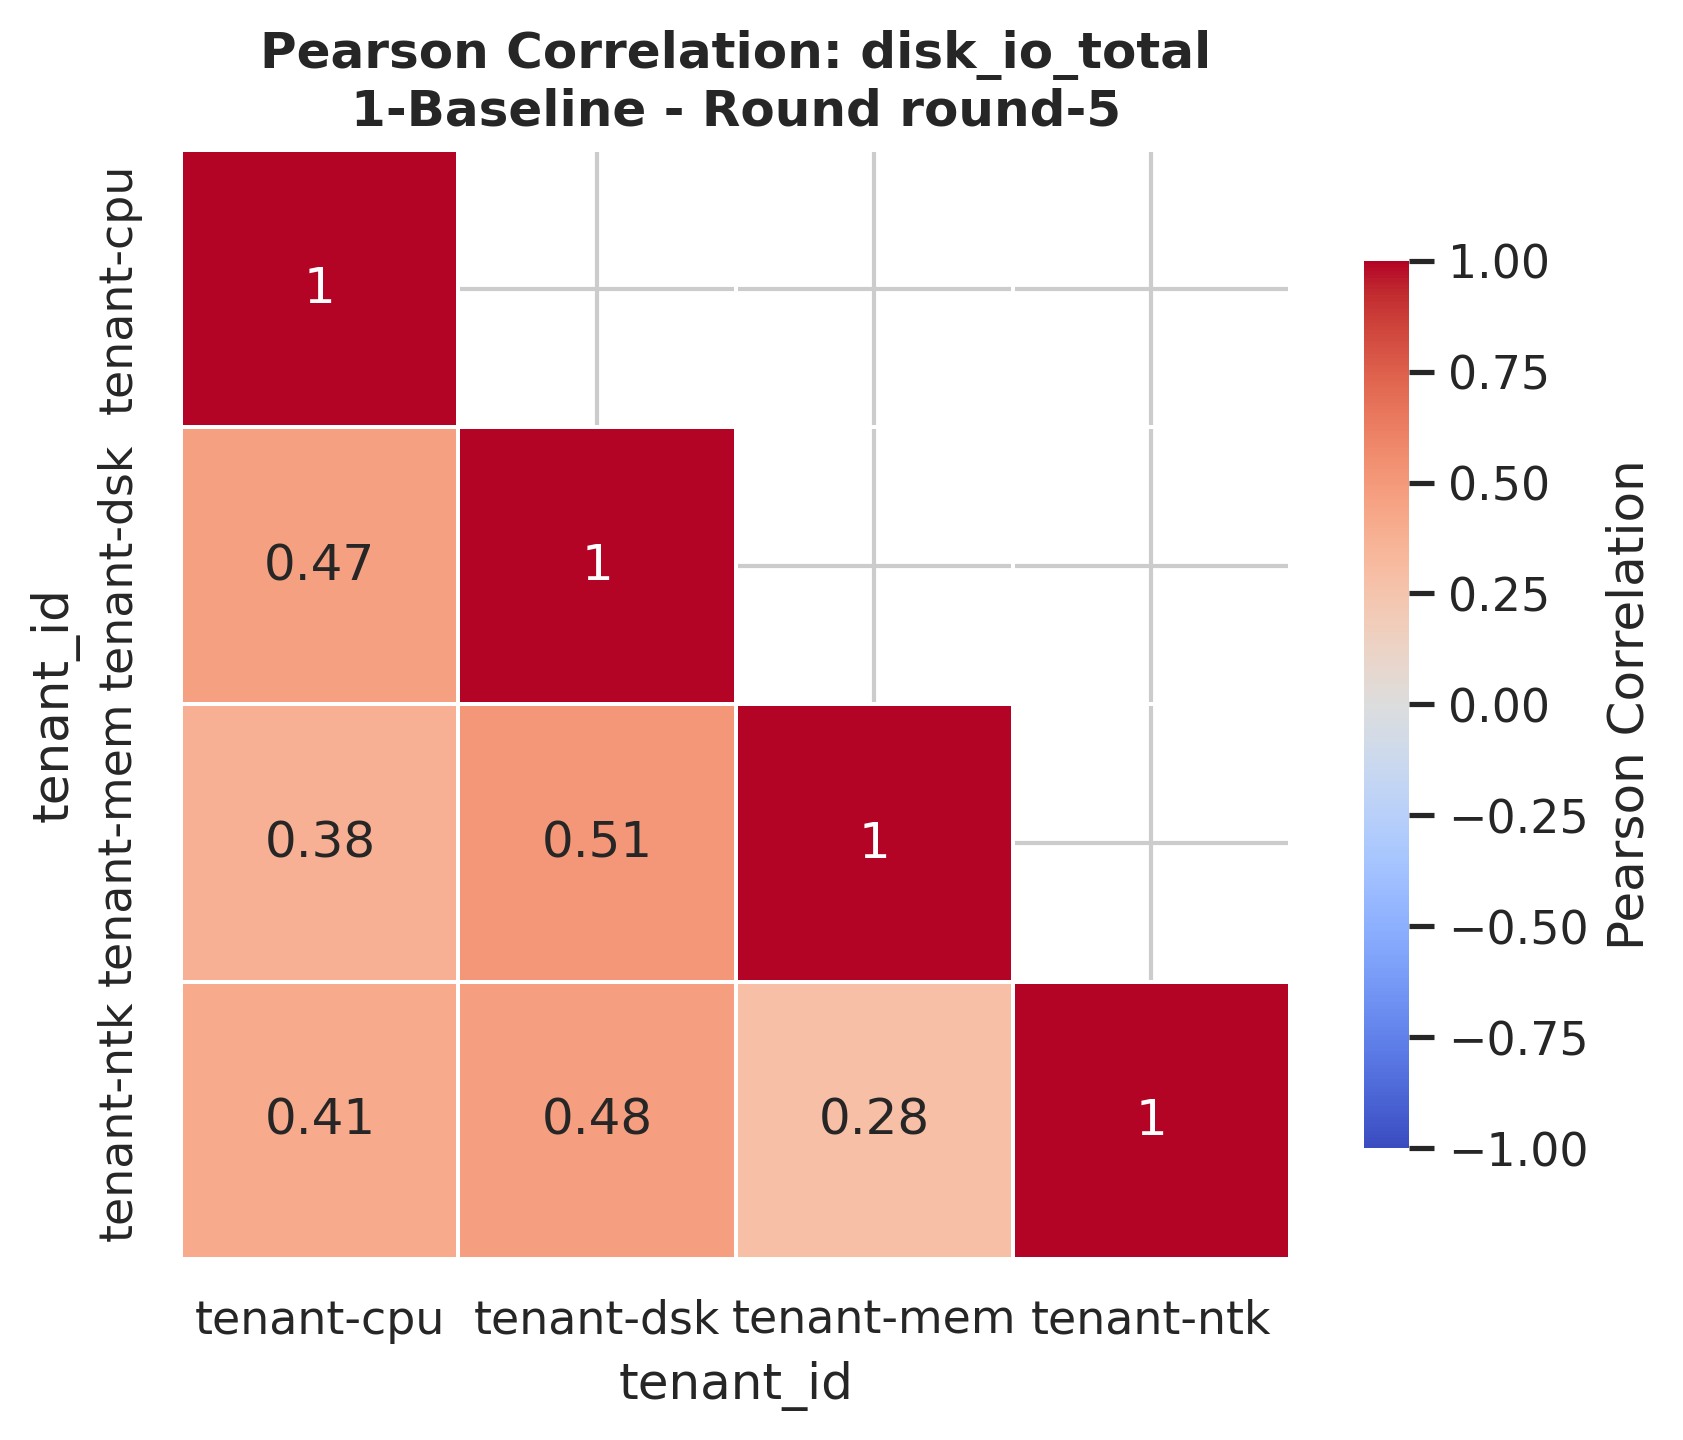 Pearson Correlation: disk_io_total
1-Baseline - Round round-5
tenant_id
tenant-cpu
tenant-dsk
tenant-mem
tenant-ntk
1
0.47
1
0.38
0.51
1
0.41
0.48
0.28
1
tenant-cpu
tenant-dsk
tenant-mem
tenant-ntk
tenant_id
1.00
0.75
0.50
0.25
0.00
−0.25
−0.50
−0.75
−1.00
Pearson Correlation